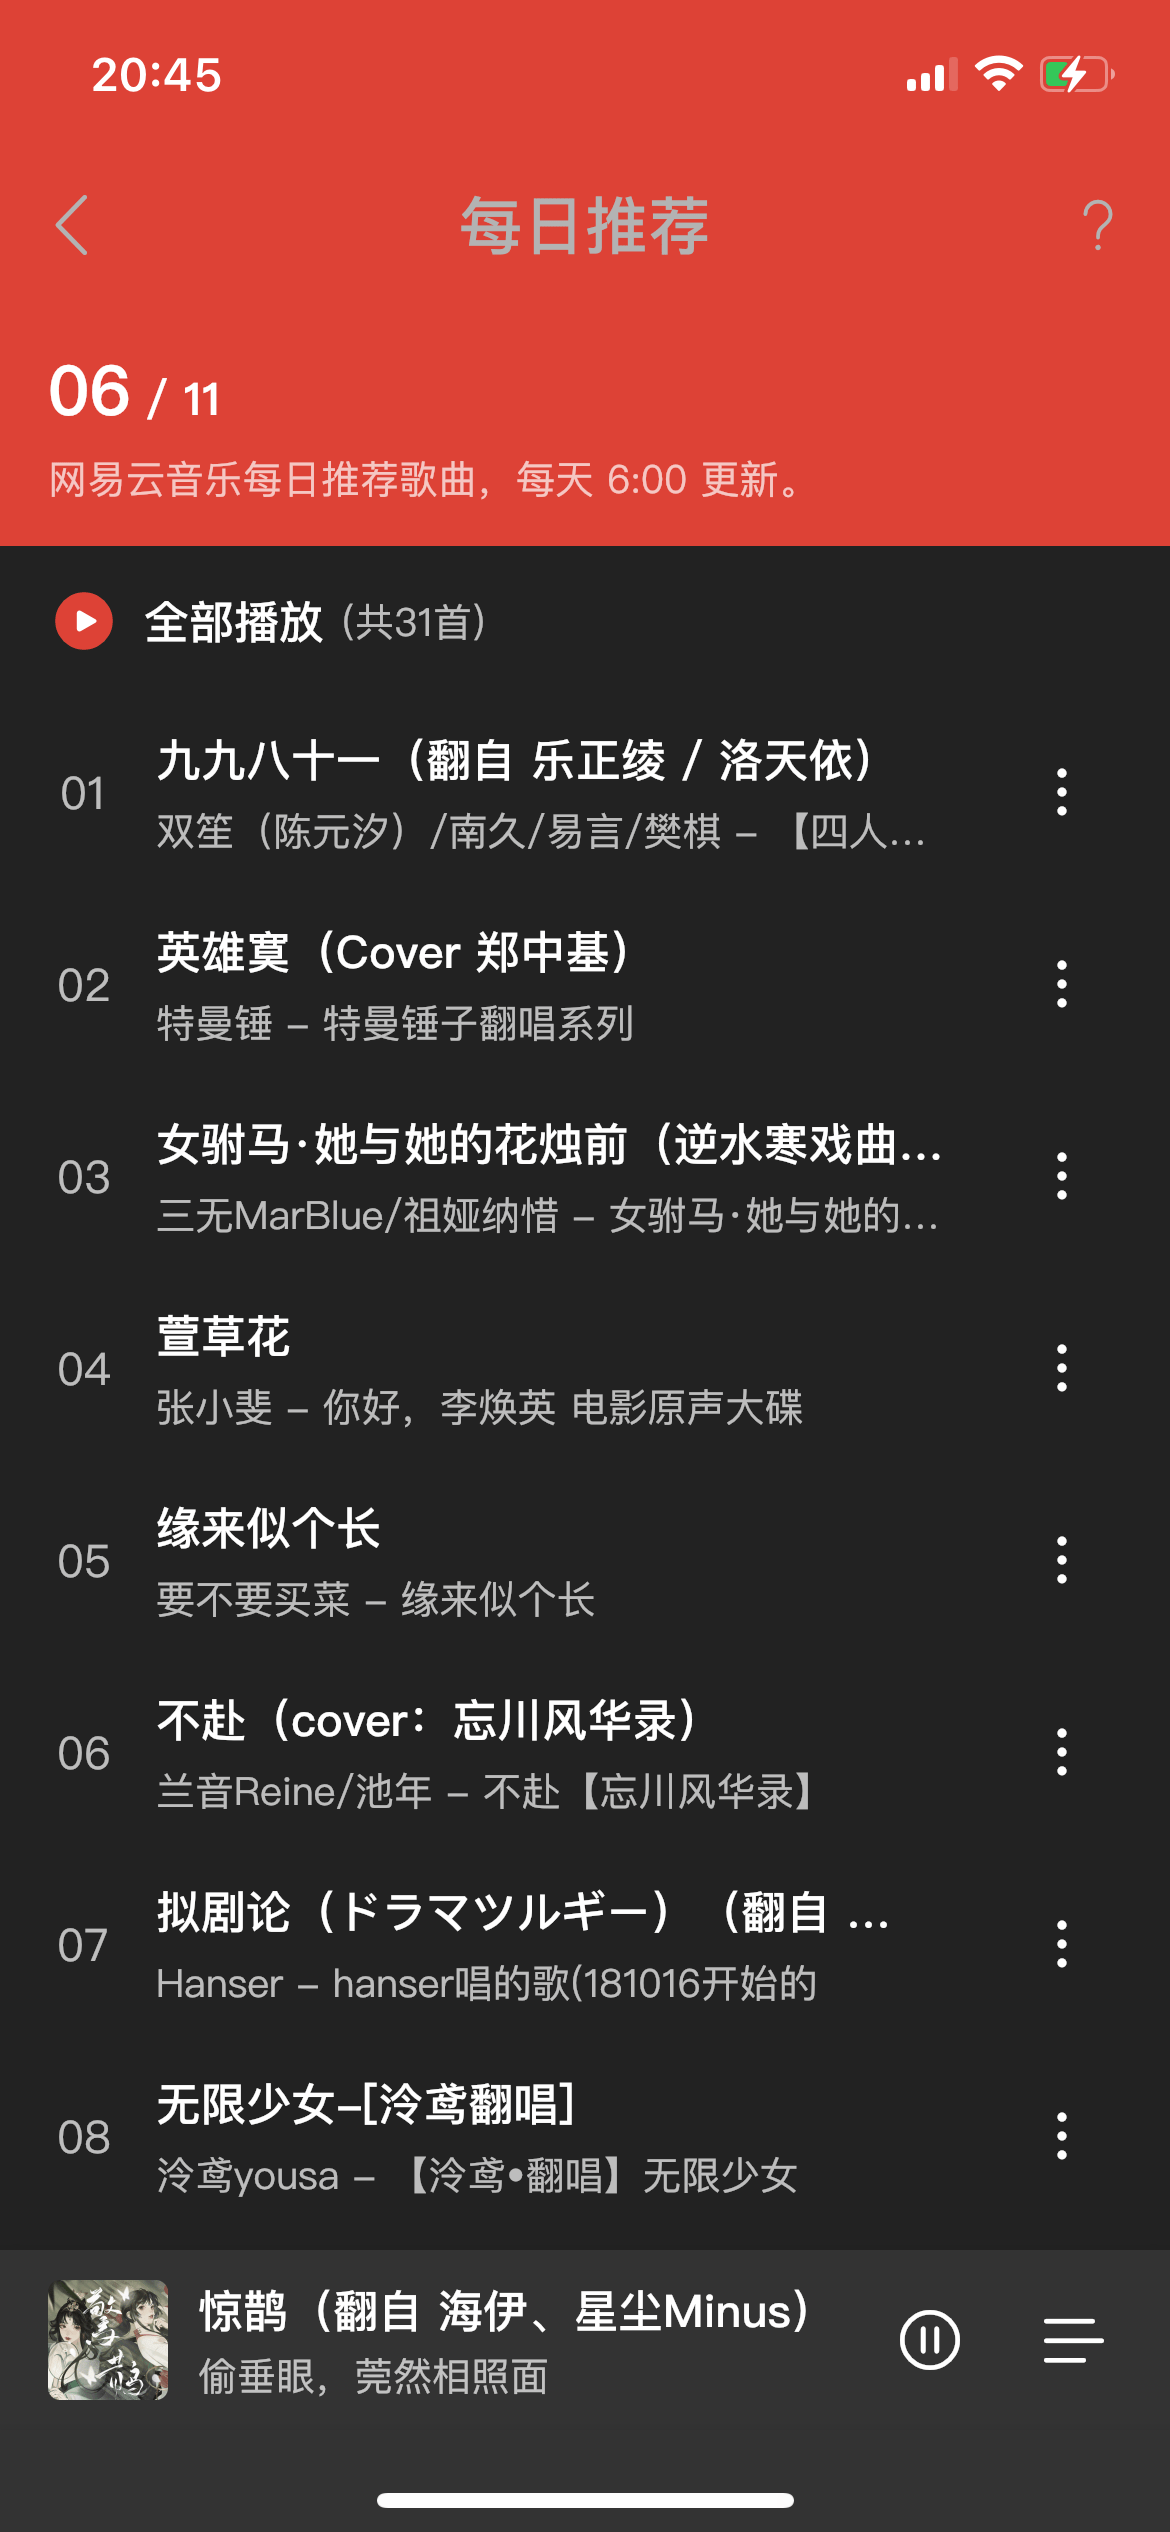 20:45
每日推荐
06 / 11
网易云音乐每日推荐歌曲，每天 6:00 更新。
全部播放 (共31首)
01
九九八十一（翻自 乐正绫 / 洛天依）
双笙（陈元汐）/南久/易言/樊棋 – 【四人...
02
英雄寞（Cover 郑中基）
特曼锤 – 特曼锤子翻唱系列
03
女驸马·她与她的花烛前（逆水寒戏曲...
三无MarBlue/祖娅纳惜 – 女驸马·她与她的...
04
萱草花
张小斐 – 你好，李焕英 电影原声大碟
05
缘来似个长
要不要买菜 – 缘来似个长
06
不赴（cover：忘川风华录）
兰音Reine/池年 – 不赴【忘川风华录】
07
拟剧论（ドラマツルギー）（翻自 ...
Hanser – hanser唱的歌(181016开始的
08
无限少女–[泠鸢翻唱]
泠鸢yousa – 【泠鸢•翻唱】无限少女
惊鹊（翻自 海伊、星尘Minus）
偷垂眼，莞然相照面